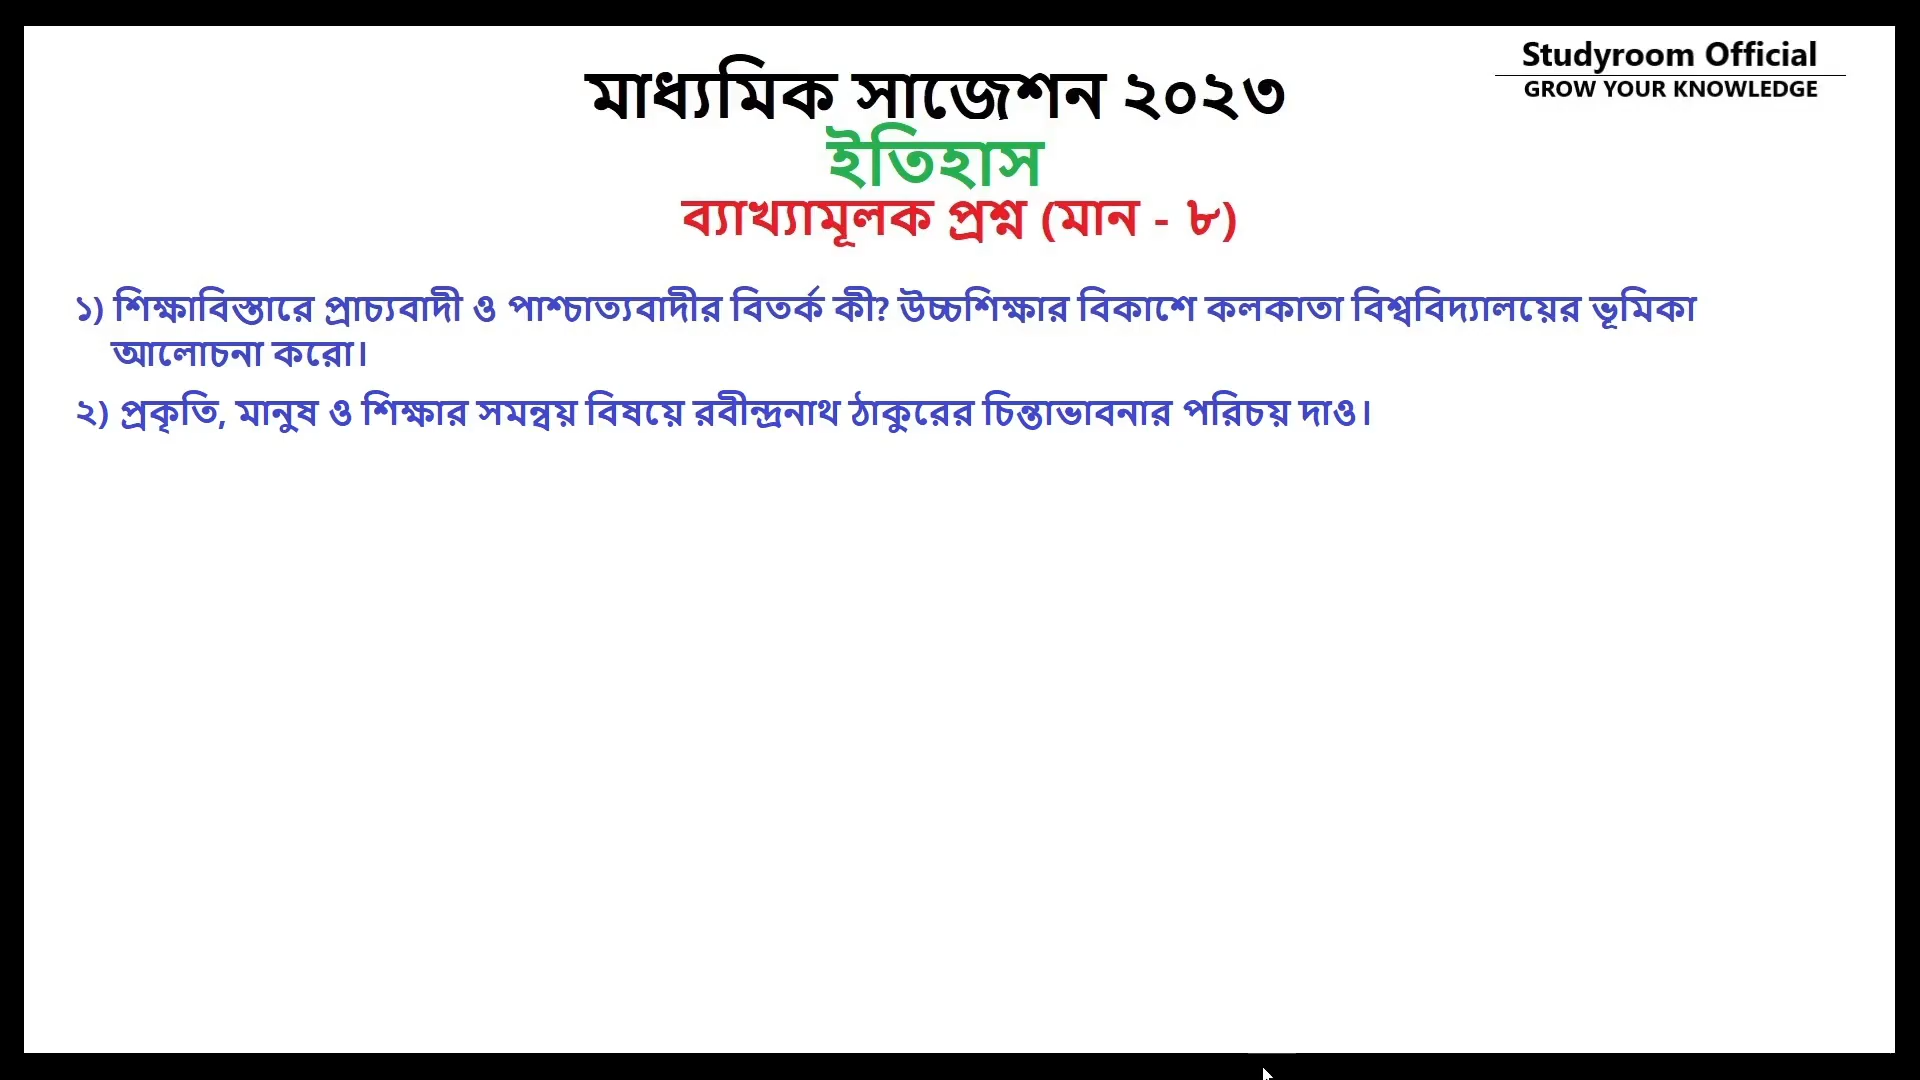 Studyroom Official
GROW YOUR KNOWLEDGE
মাধ্যমিক সাজেশন ২০২৩
ইতিহাস
ব্যাখ্যামূলক প্রশ্ন (মান - ৮)
১) শিক্ষাবিস্তারে প্রাচ্যবাদী ও পাশ্চাত্যবাদীর বিতর্ক কী? উচ্চশিক্ষার বিকাশে কলকাতা বিশ্ববিদ্যালয়ের ভূমিকা
আলোচনা করো।
২) প্রকৃতি, মানুষ ও শিক্ষার সমন্বয় বিষয়ে রবীন্দ্রনাথ ঠাকুরের চিন্তাভাবনার পরিচয় দাও।